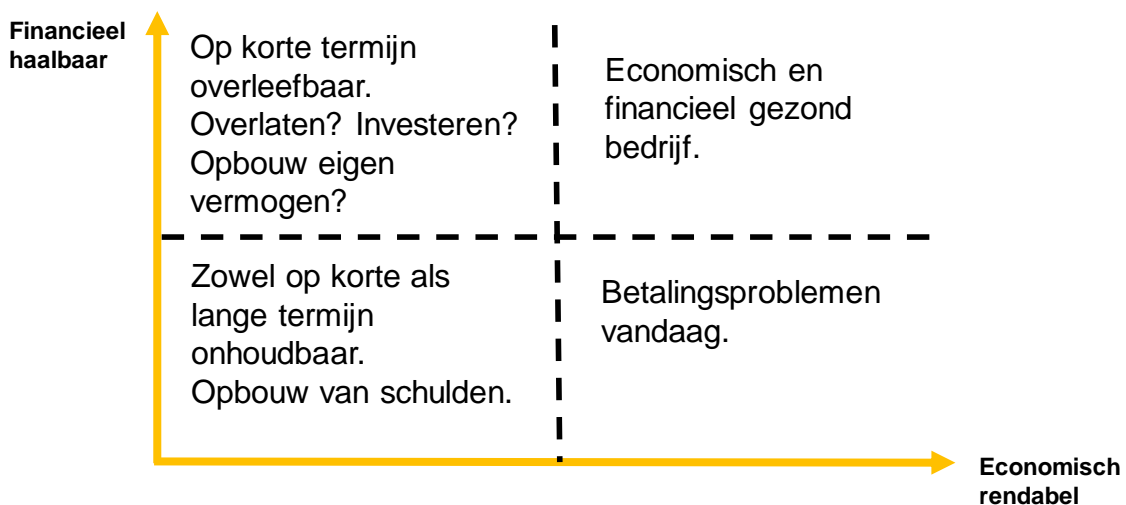 Financieel
haalbaar
Op korte termijn
overleefbaar.
Overlaten? Investeren?
Opbouw eigen
vermogen?
Economisch en
financieel gezond
bedrijf.
Zowel op korte als
lange termijn
onhoudbaar.
Opbouw van schulden.
Betalingsproblemen
vandaag.
Economisch
rendabel